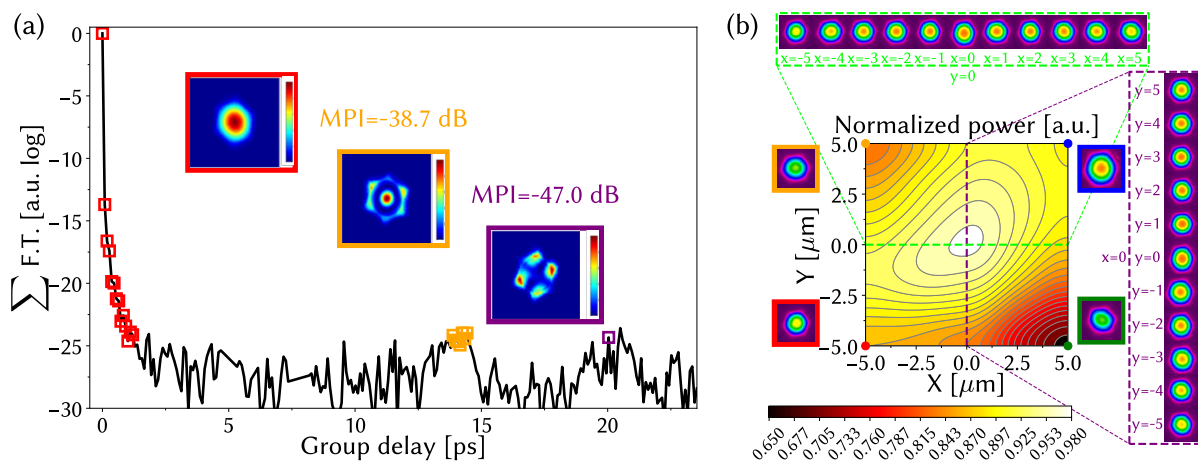 (a)
0
−5
−10
−15
−20
−25
−30
∑ F.T. [a.u. log]
0
5
10
15
20
Group delay [ps]
MPI=-38.7 dB
MPI=-47.0 dB
(b)
x=-5 x=-4 x=-3 x=-2 x=-1 x=0 x=1 x=2 x=3 x=4 x=5
y=0
Normalized power [a.u.]
5.0
2.5
0.0
−2.5
−5.0
Y [μm]
−5.0 −2.5 0.0 2.5 5.0
X [μm]
0.650 0.677 0.705 0.733 0.760 0.787 0.815 0.843 0.870 0.897 0.925 0.953 0.980
y=5
y=4
y=3
y=2
y=1
x=0 y=0
y=-1
y=-2
y=-3
y=-4
y=-5